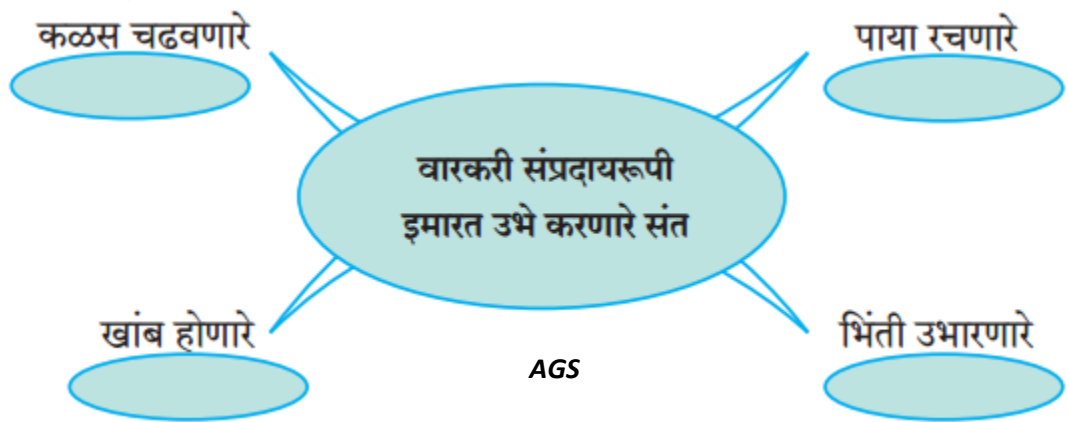 कळस चढवणारे
पाया रचणारे
वारकरी संप्रदायरूपी
इमारत उभे करणारे संत
खांब होणारे
भिंती उभारणारे
AGS